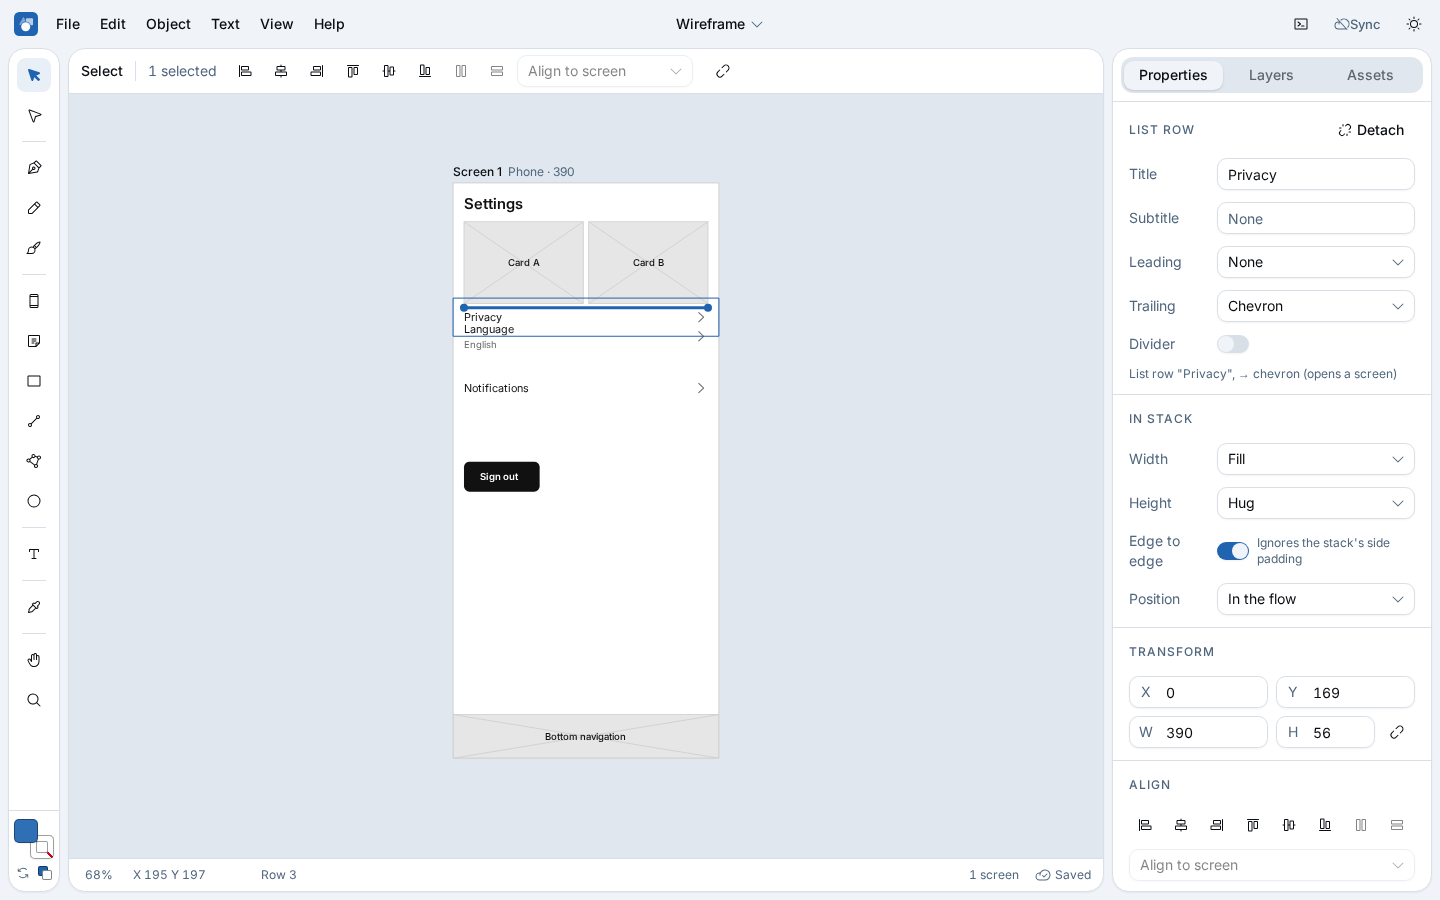 File Edit Object Text View Help
Wireframe
Sync
Select
1 selected
Align to screen
Properties Layers Assets
LIST ROW
Detach
Title
Privacy
Subtitle
None
Leading
None
Trailing
Chevron
Divider
List row "Privacy", → chevron (opens a screen)
IN STACK
Width
Fill
Height
Hug
Edge to
edge
Ignores the stack's side
padding
Position
In the flow
TRANSFORM
X 0
Y 169
W 390
H 56
ALIGN
Align to screen
Screen 1 Phone · 390
Settings
Card A
Card B
Privacy
Language
English
Notifications
Sign out
Bottom navigation
T
68%
X 195 Y 197
Row 3
1 screen
Saved